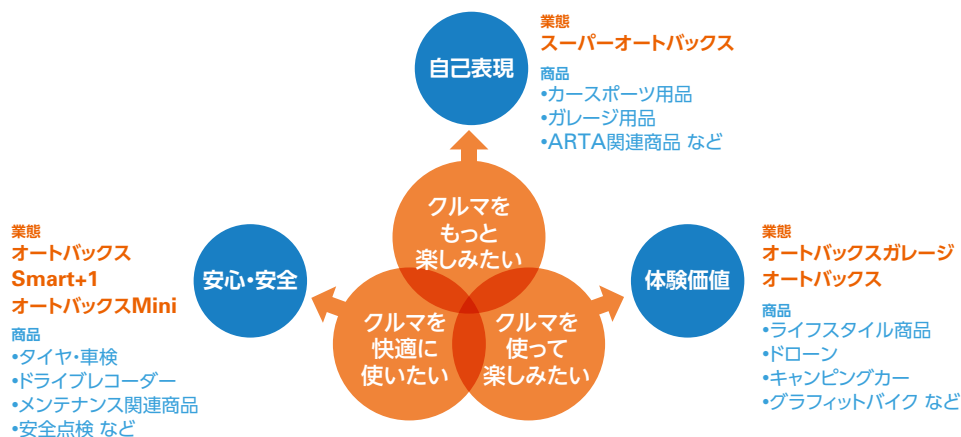 自己表現
業態
スーパーオートバックス
商品
•カースポーツ用品
•ガレージ用品
•ARTA関連商品 など
クルマを
もっと
楽しみたい
業態
オートバックス
Smart+1
オートバックスMini
商品
•タイヤ・車検
•ドライブレコーダー
•メンテナンス関連商品
•安全点検 など
安心・安全
クルマを
快適に
使いたい
クルマを
使って
楽しみたい
体験価値
業態
オートバックスガレージ
オートバックス
商品
•ライフスタイル商品
•ドローン
•キャンピングカー
•グラフィットバイク など